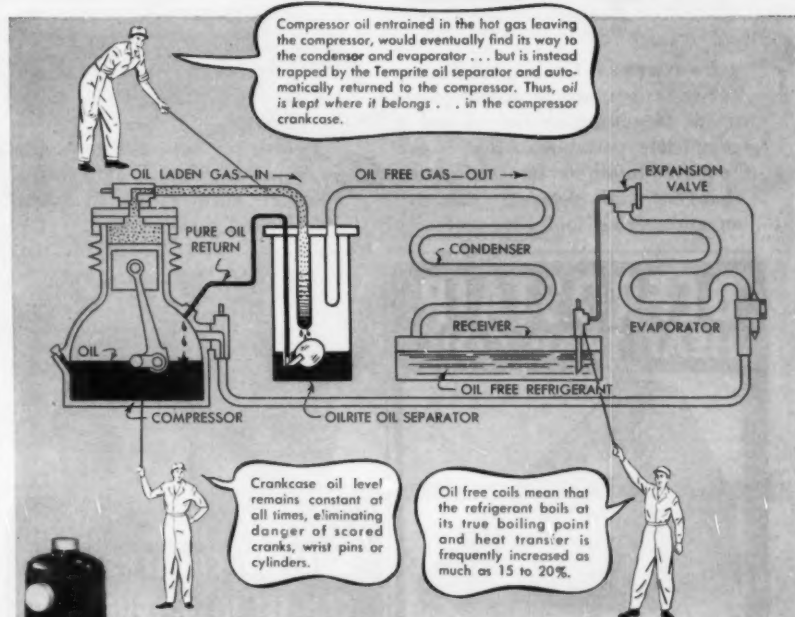 Compressor oil entrained in the hot gas leaving
the compressor, would eventually find its way to
the condensor and evaporator . . . but is instead
trapped by the Temprite oil separator and auto-
matically returned to the compressor. Thus, oil
is kept where it belongs . . in the compressor
crankcase.
OIL LADEN GAS—IN
OIL FREE GAS—OUT
EXPANSION
VALVE
PURE OIL
RETURN
CONDENSER
RECEIVER
EVAPORATOR
OIL
OIL FREE REFRIGERANT
COMPRESSOR
OILRITE OIL SEPARATOR
Crankcase oil level
remains constant at
all times, eliminating
danger of scored
cranks, wrist pins or
cylinders.
Oil free coils mean that
the refrigerant boils at
its true boiling point
and heat transfer is
frequently increased as
much as 15 to 20%.